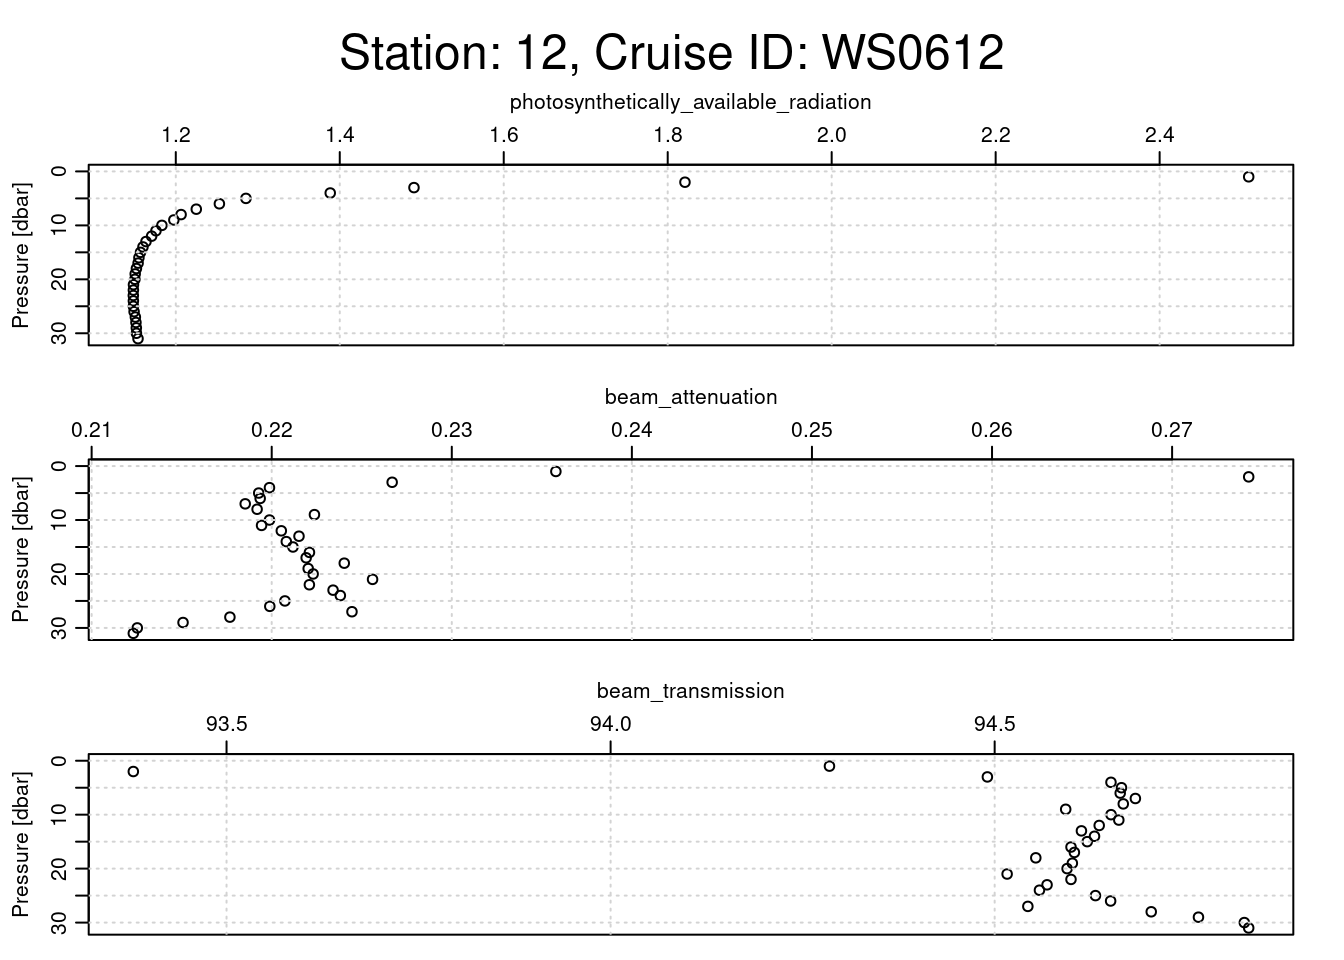 Station: 12, Cruise ID: WS0612
photosynthetically_available_radiation
1.2 1.4 1.6 1.8 2.0 2.2 2.4
Pressure [dbar]
0
10
20
30
beam_attenuation
0.21 0.22 0.23 0.24 0.25 0.26 0.27
Pressure [dbar]
0
10
20
30
beam_transmission
93.5 94.0 94.5
Pressure [dbar]
0
10
20
30